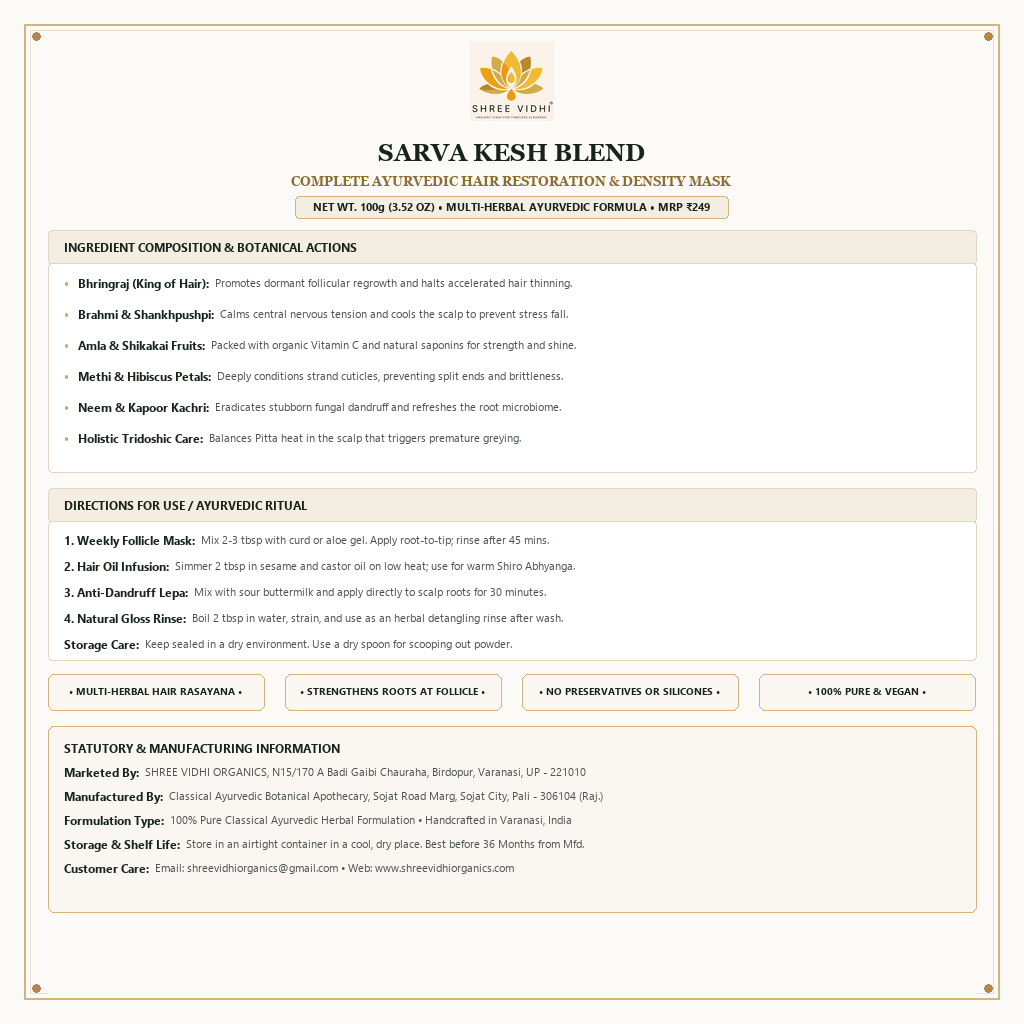 SHREE VIDHI
ANCIENT VIDHI FOR TIMELESS ELEGANCE
SARVA KESH BLEND
COMPLETE AYURVEDIC HAIR RESTORATION & DENSITY MASK
NET WT. 100g (3.52 OZ) • MULTI-HERBAL AYURVEDIC FORMULA • MRP ₹249
INGREDIENT COMPOSITION & BOTANICAL ACTIONS
• Bhringraj (King of Hair): Promotes dormant follicular regrowth and halts accelerated hair thinning.
• Brahmi & Shankhpushpi: Calms central nervous tension and cools the scalp to prevent stress fall.
• Amla & Shikakai Fruits: Packed with organic Vitamin C and natural saponins for strength and shine.
• Methi & Hibiscus Petals: Deeply conditions strand cuticles, preventing split ends and brittleness.
• Neem & Kapoor Kachri: Eradicates stubborn fungal dandruff and refreshes the root microbiome.
• Holistic Tridoshic Care: Balances Pitta heat in the scalp that triggers premature greying.
DIRECTIONS FOR USE / AYURVEDIC RITUAL
1. Weekly Follicle Mask: Mix 2-3 tbsp with curd or aloe gel. Apply root-to-tip; rinse after 45 mins.
2. Hair Oil Infusion: Simmer 2 tbsp in sesame and castor oil on low heat; use for warm Shiro Abhyanga.
3. Anti-Dandruff Lepa: Mix with sour buttermilk and apply directly to scalp roots for 30 minutes.
4. Natural Gloss Rinse: Boil 2 tbsp in water, strain, and use as an herbal detangling rinse after wash.
Storage Care: Keep sealed in a dry environment. Use a dry spoon for scooping out powder.
• MULTI-HERBAL HAIR RASAYANA •
• STRENGTHENS ROOTS AT FOLLICLE •
• NO PRESERVATIVES OR SILICONES •
• 100% PURE & VEGAN •
STATUTORY & MANUFACTURING INFORMATION
Marketed By: SHREE VIDHI ORGANICS, N15/170 A Badi Gaibi Chauraha, Birdopur, Varanasi, UP - 221010
Manufactured By: Classical Ayurvedic Botanical Apothecary, Sojat Road Marg, Sojat City, Pali - 306104 (Raj.)
Formulation Type: 100% Pure Classical Ayurvedic Herbal Formulation • Handcrafted in Varanasi, India
Storage & Shelf Life: Store in an airtight container in a cool, dry place. Best before 36 Months from Mfd.
Customer Care: Email: shreevidhiorganics@gmail.com • Web: www.shreevidhiorganics.com